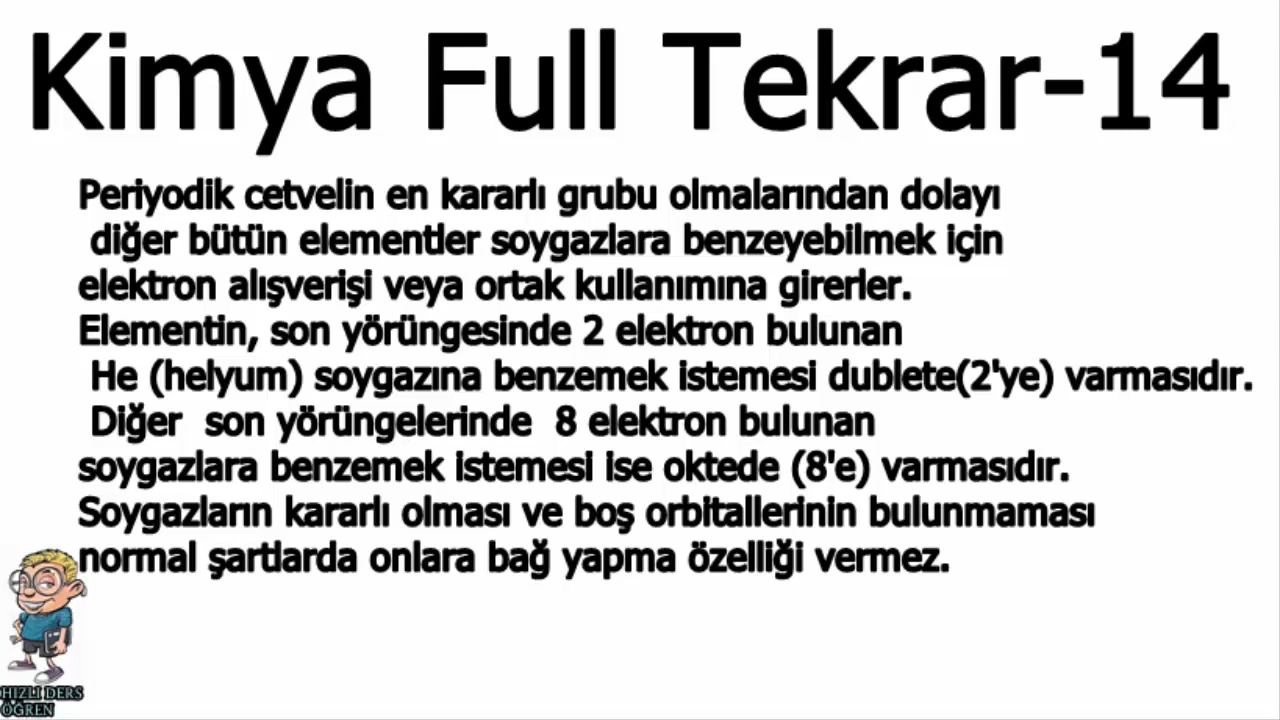 Kimya Full Tekrar-14
Periyodik cetvelin en kararlı grubu olmalarından dolayı
diğer bütün elementler soygazlara benzeyebilmek için
elektron alışverişi veya ortak kullanımına girerler.
Elementin, son yörüngesinde 2 elektron bulunan
He (helyum) soygazına benzemek istemesi dublete(2'ye) varmasıdır.
Diğer son yörüngelerinde 8 elektron bulunan
soygazlara benzemek istemesi ise oktede (8'e) varmasıdır.
Soygazların kararlı olması ve boş orbitallerinin bulunmaması
normal şartlarda onlara bağ yapma özelliği vermez.
HIZLI DERS
ÖĞREN